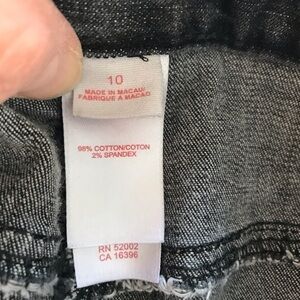 10
MADE IN MACAU/
FABRIQUE A MACAO
98% COTTON/COTON
2% SPANDEX
RN 52002
CA 16396